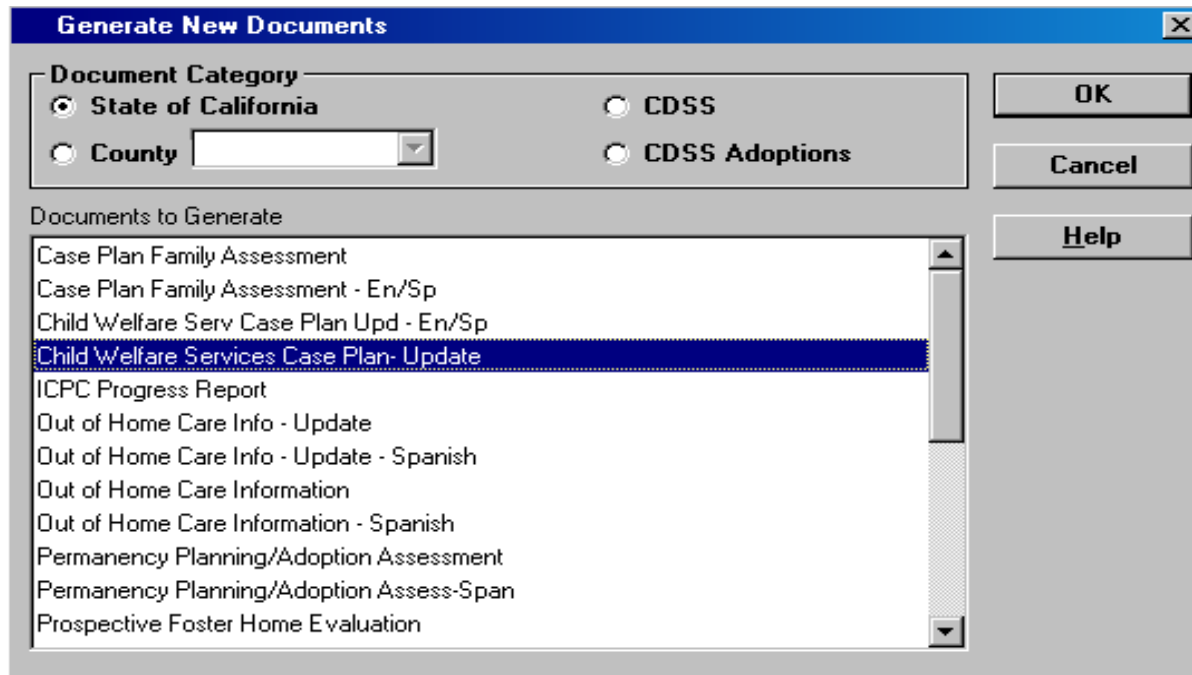 Generate New Documents
Document Category
State of California
CDSS
County
CDSS Adoptions
OK
Cancel
Help
Documents to Generate
Case Plan Family Assessment
Case Plan Family Assessment - En/Sp
Child Welfare Serv Case Plan Upd - En/Sp
Child Welfare Services Case Plan- Update
ICPC Progress Report
Out of Home Care Info - Update
Out of Home Care Info - Update - Spanish
Out of Home Care Information
Out of Home Care Information - Spanish
Permanency Planning/Adoption Assessment
Permanency Planning/Adoption Assess-Span
Prospective Foster Home Evaluation